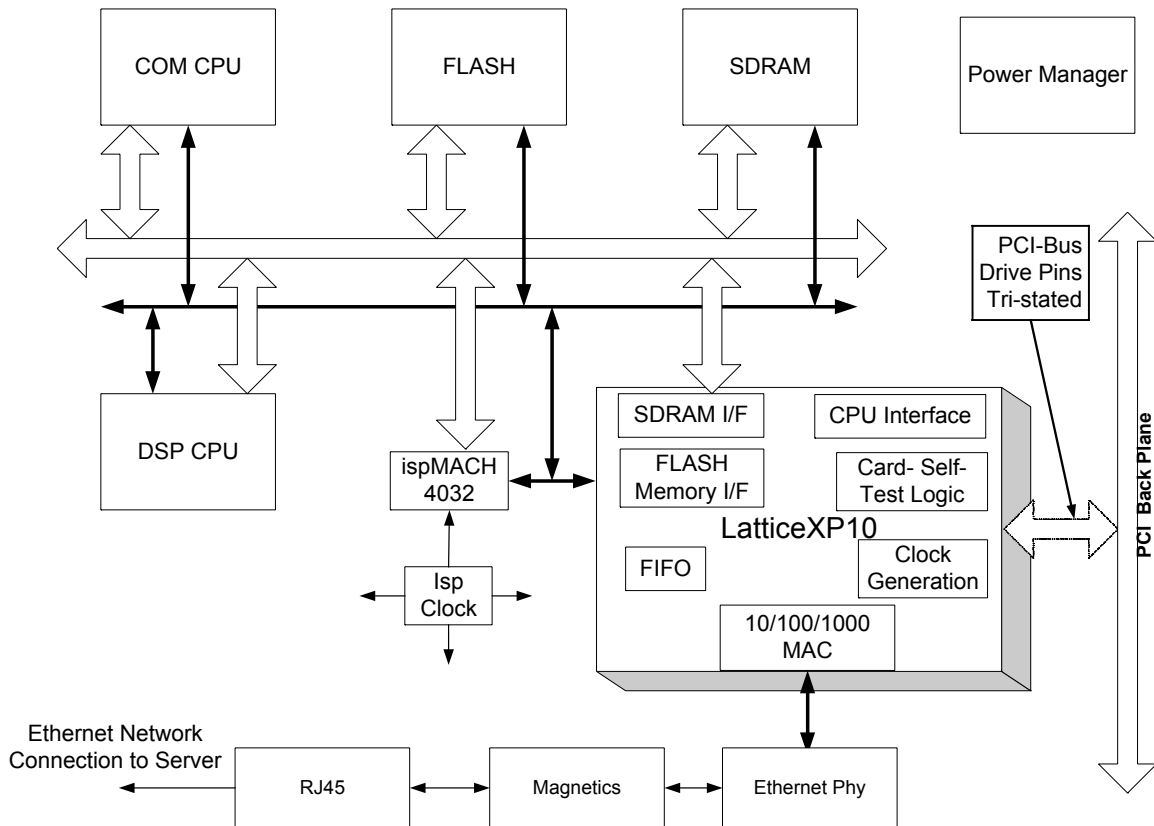 COM CPU
FLASH
SDRAM
Power Manager
PCI-Bus
Drive Pins
Tri-stated
DSP CPU
ispMACH
4032
SDRAM I/F
CPU Interface
FLASH
Memory I/F
Card- Self-
Test Logic
LatticeXP10
FIFO
Clock
Generation
10/100/1000
MAC
Isp
Clock
PCI Back Plane
Ethernet Network
Connection to Server
RJ45
Magnetics
Ethernet Phy